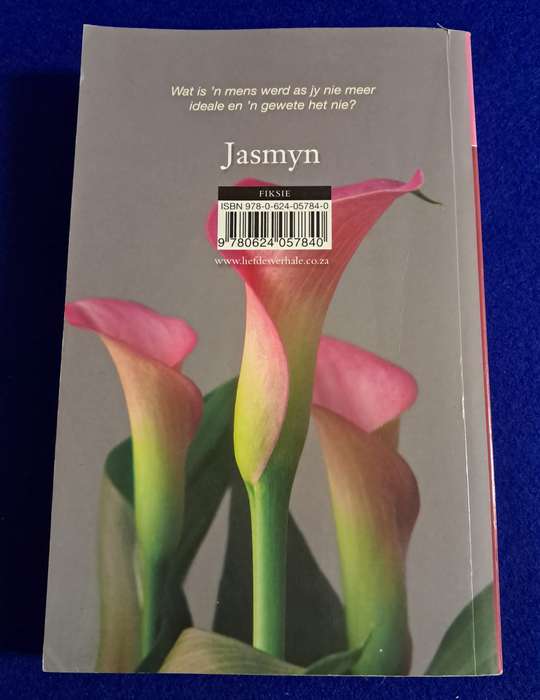 Wat is 'n mens werd as jy nie meer
ideale en 'n gewete het nie?
Jasmyn
FIKSIE
ISBN 978-0-624-05784-0
9 780624 057840
www.liefdesverhale.co.za